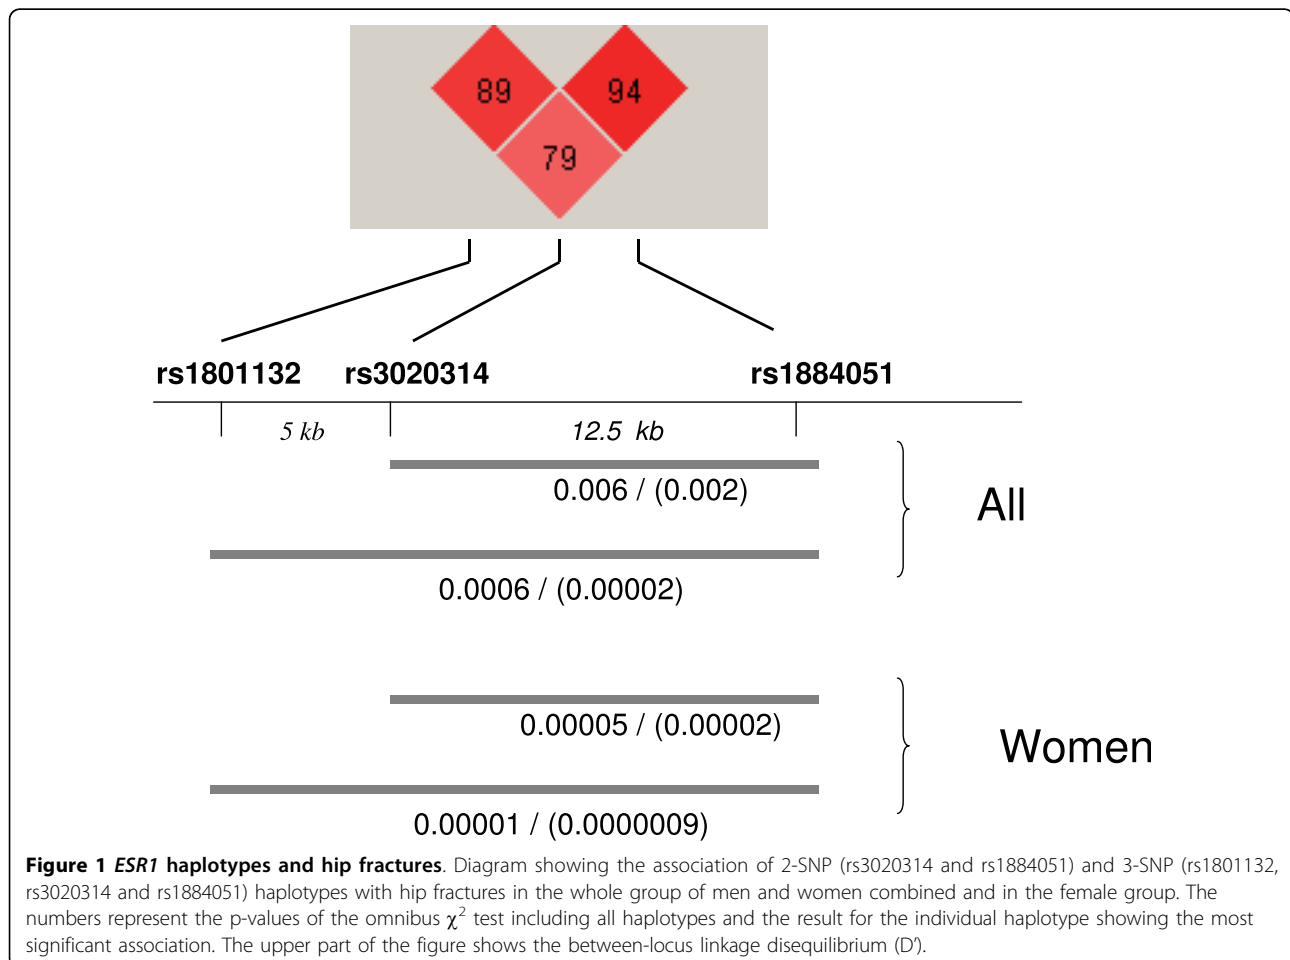 89 94
79
rs1801132 rs3020314 rs1884051
5 kb 12.5 kb
0.006 / (0.002)
All
0.0006 / (0.00002)
0.00005 / (0.00002)
Women
0.00001 / (0.0000009)
Figure 1 ESR1 haplotypes and hip fractures. Diagram showing the association of 2-SNP (rs3020314 and rs1884051) and 3-SNP (rs1801132,
rs3020314 and rs1884051) haplotypes with hip fractures in the whole group of men and women combined and in the female group. The
numbers represent the p-values of the omnibus χ² test including all haplotypes and the result for the individual haplotype showing the most
significant association. The upper part of the figure shows the between-locus linkage disequilibrium (D').